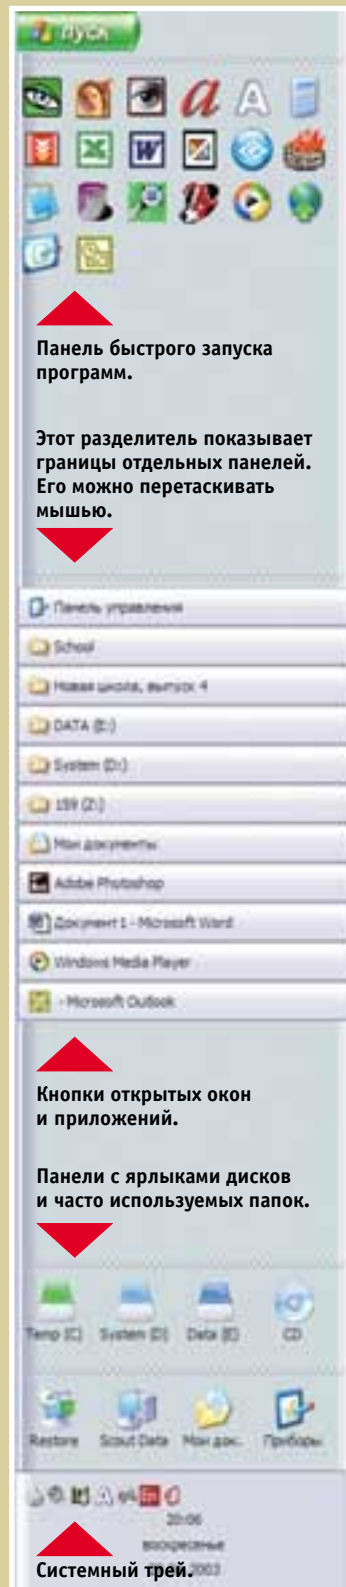 пуск
Панель быстрого запуска
программ.
Этот разделитель показывает
границы отдельных панелей.
Его можно перетаскивать
мышью.
Панель управления
School
Новая школа, выпуск 4
DATA (E:)
System (D:)
159 (Z:)
Мои документы
Adobe Photoshop
Документ1 - Microsoft Word
Windows Media Player
- Microsoft Outlook
Кнопки открытых окон
и приложений.
Панели с ярлыками дисков
и часто используемых папок.
Temp (C) System (D) Data (E) CD
Restore Scout Data Мои док... Приборы
20:06
воскресенье
Системный трей. 2003